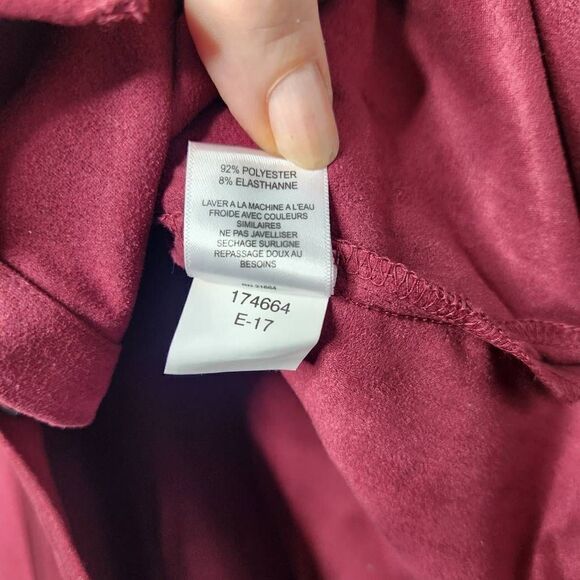 92% POLYESTER
8% ELASTHANNE
LAVER A LA MACHINE A L'EAU
FROIDE AVEC COULEURS
SIMILAIRES
NE PAS JAVELLISER
SECHAGE SURLIGNE
REPASSAGE DOUX AU
BESOINS
174664
E-17